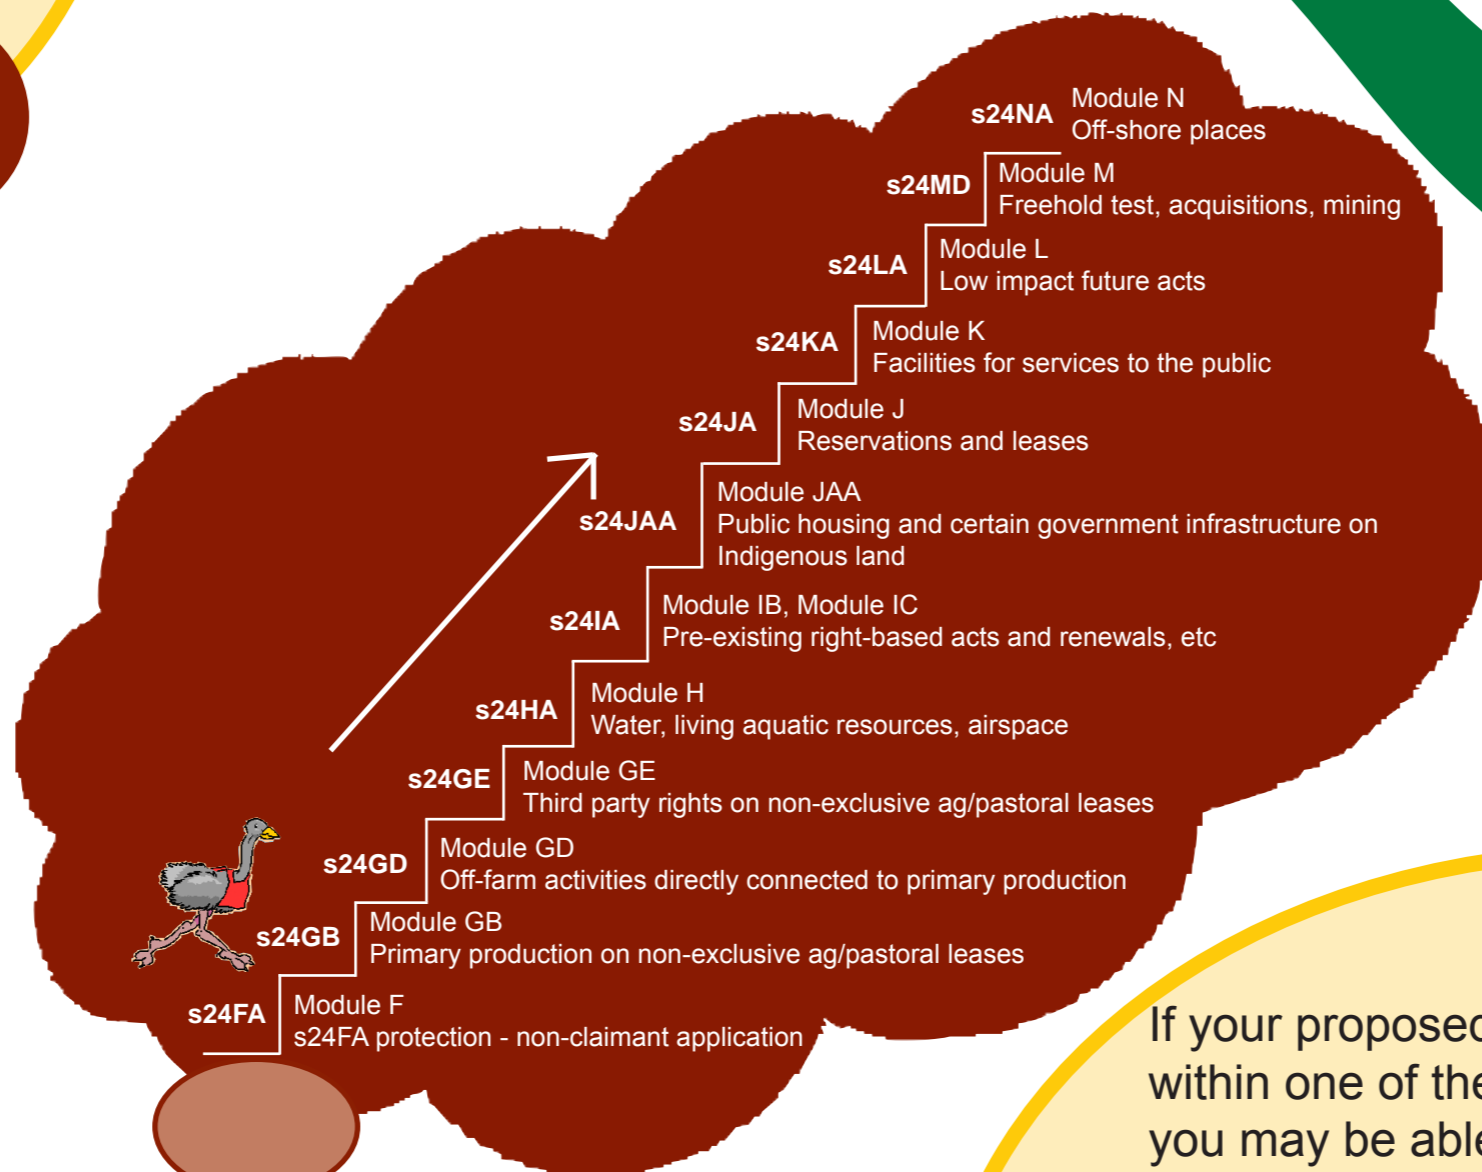 s24NA
Module N
Off-shore places
s24MD
Module M
Freehold test, acquisitions, mining
s24LA
Module L
Low impact future acts
s24KA
Module K
Facilities for services to the public
s24JA
Module J
Reservations and leases
s24JAA
Module JAA
Public housing and certain government infrastructure on
Indigenous land
s24IA
Module IB, Module IC
Pre-existing right-based acts and renewals, etc
s24HA
Module H
Water, living aquatic resources, airspace
s24GE
Module GE
Third party rights on non-exclusive ag/pastoral leases
s24GD
Module GD
Off-farm activities directly connected to primary production
s24GB
Module GB
Primary production on non-exclusive ag/pastoral leases
s24FA
Module F
s24FA protection - non-claimant application
If your proposed
within one of the
you may be able